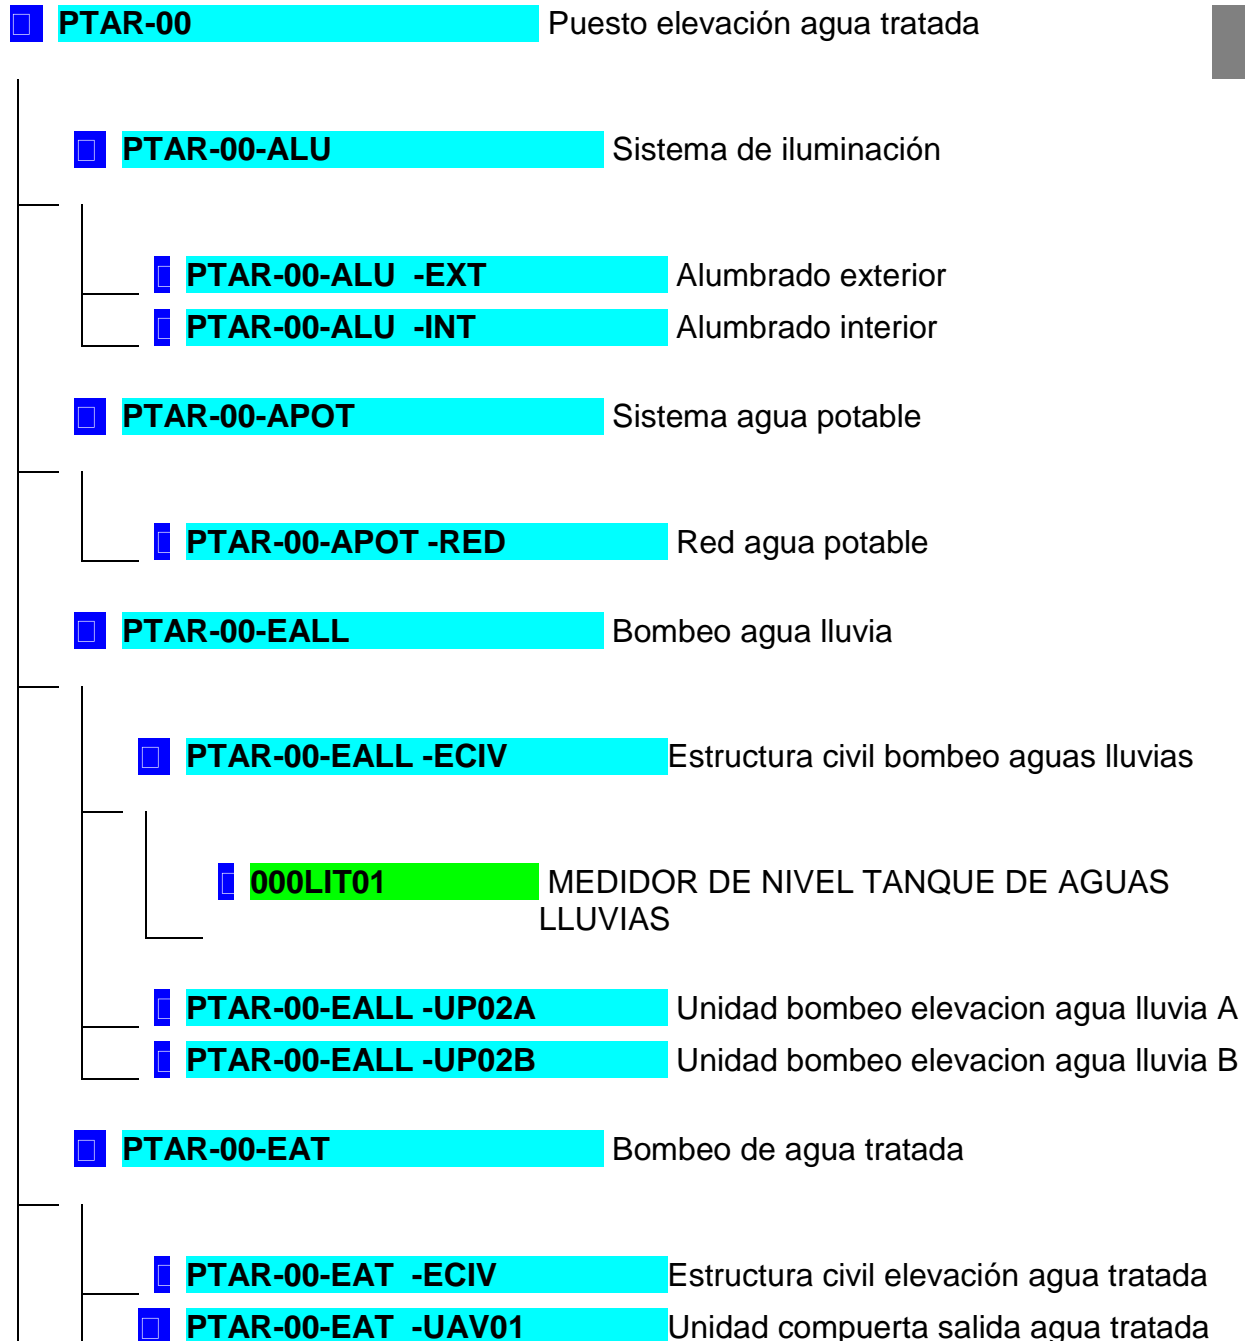 PTAR-00 Puesto elevación agua tratada
PTAR-00-ALU Sistema de iluminación
PTAR-00-ALU -EXT Alumbrado exterior
PTAR-00-ALU -INT Alumbrado interior
PTAR-00-APOT Sistema agua potable
PTAR-00-APOT -RED Red agua potable
PTAR-00-EALL Bombeo agua lluvia
PTAR-00-EALL -ECIV Estructura civil bombeo aguas lluvias
000LIT01 MEDIDOR DE NIVEL TANQUE DE AGUAS
LLUVIAS
PTAR-00-EALL -UP02A Unidad bombeo elevacion agua lluvia A
PTAR-00-EALL -UP02B Unidad bombeo elevacion agua lluvia B
PTAR-00-EAT Bombeo de agua tratada
PTAR-00-EAT -ECIV Estructura civil elevación agua tratada
PTAR-00-EAT -UAV01 Unidad compuerta salida agua tratada